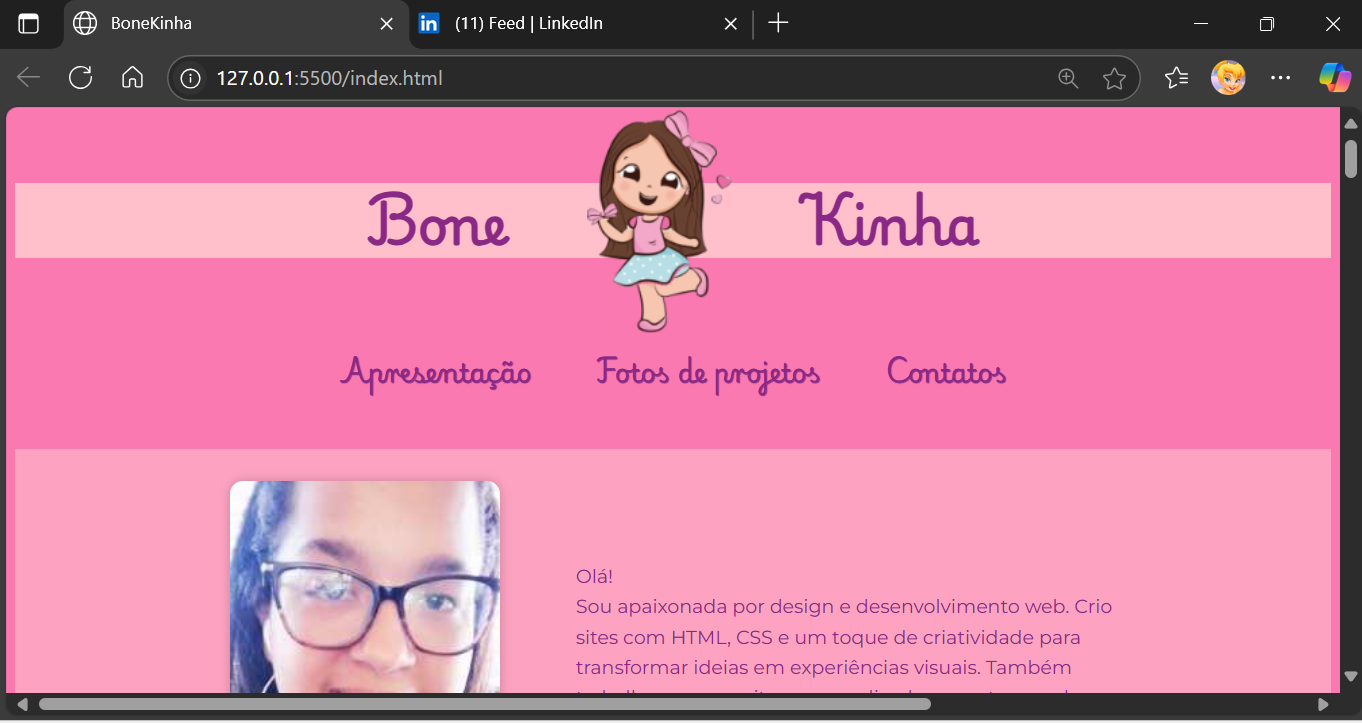 BoneKinha
in
(11) Feed | LinkedIn
127.0.0.1:5500/index.html
Bone
Kinha
Apresentação
Fotos de projetos
Contatos
Olá!
Sou apaixonada por design e desenvolvimento web. Crio
sites com HTML, CSS e um toque de criatividade para
transformar ideias em experiências visuais. Também